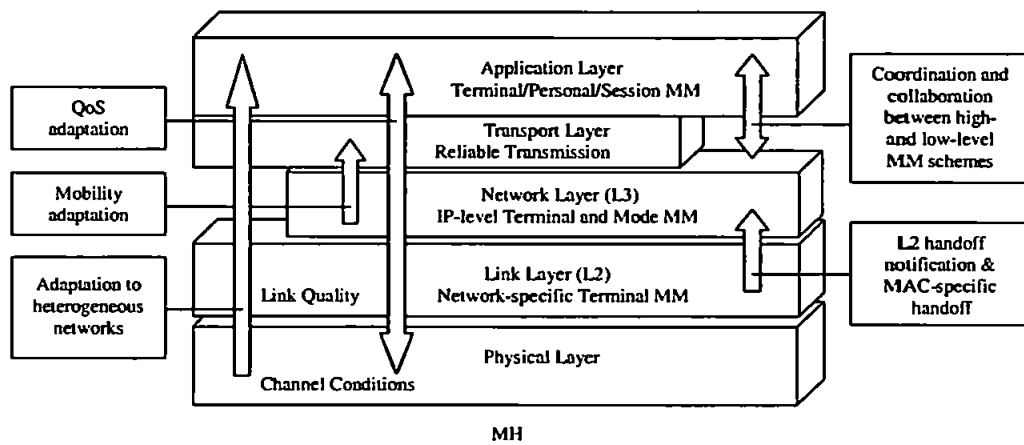 QoS
adaptation
Mobility
adaptation
Adaptation to
heterogeneous
networks
Application Layer
Terminal/Personal/Session MM
Transport Layer
Reliable Transmission
Network Layer (L3)
IP-level Terminal and Mode MM
Link Layer (L2)
Link Quality
Network-specific Terminal MM
Physical Layer
Channel Conditions
Coordination and
collaboration
between high-
and low-level
MM schemes
L2 handoff
notification &
MAC-specific
handoff
MH